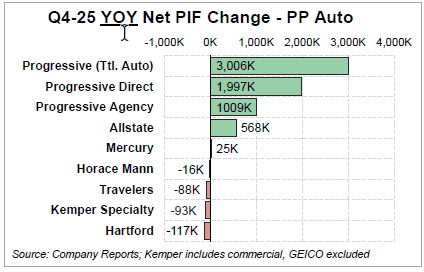 Q4-25 YOY Net PIF Change - PP Auto
-1,000K 0K 1,000K 2,000K 3,000K 4,000K
Progressive (Ttl. Auto) 3,006K
Progressive Direct 1,997K
Progressive Agency 1009K
Allstate 568K
Mercury 25K
Horace Mann -16K
Travelers -88K
Kemper Specialty -93K
Hartford -117K
Source: Company Reports; Kemper includes commercial, GEICO excluded